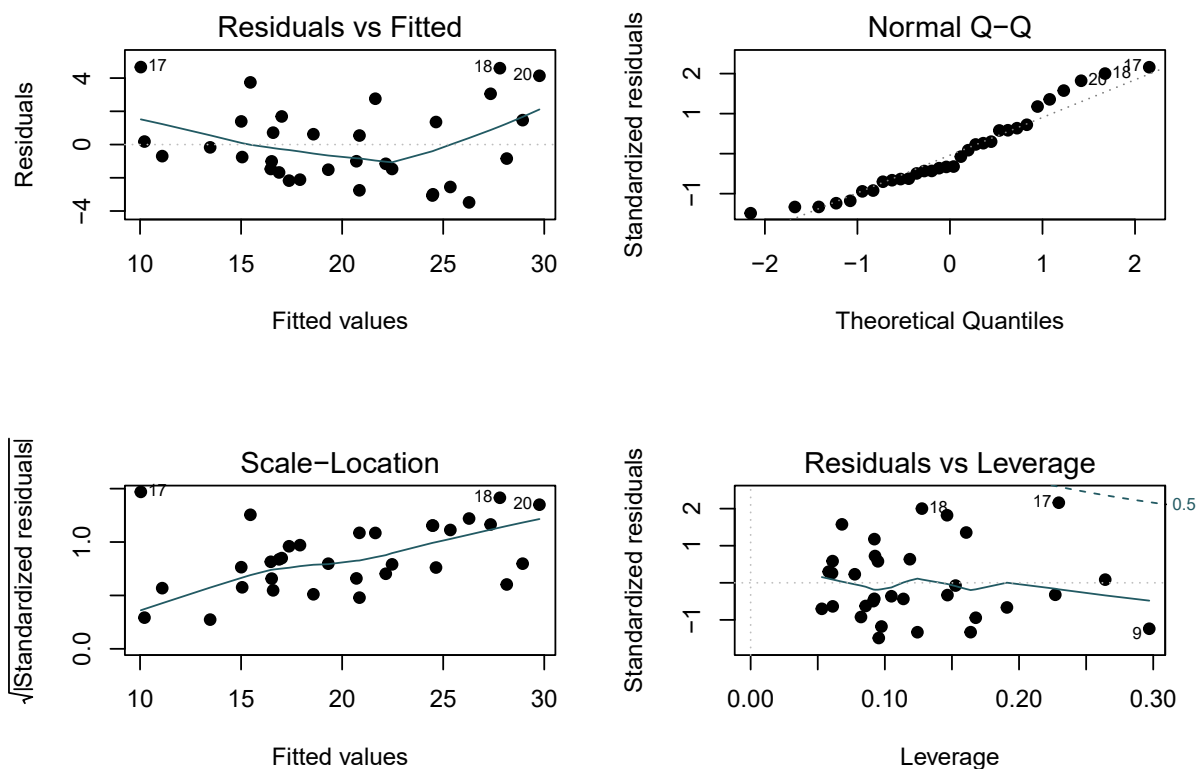 Residuals vs Fitted
Residuals
4
0
−4
17
18
20
10 15 20 25 30
Fitted values
Normal Q−Q
Standardized residuals
2
1
−1
17
18
20
−2 −1 0 1 2
Theoretical Quantiles
Scale−Location
√|Standardized residuals|
1.0
0.0
17
18
20
10 15 20 25 30
Fitted values
Residuals vs Leverage
Standardized residuals
2
1
−1
18
17
0.5
9
0.00 0.10 0.20 0.30
Leverage